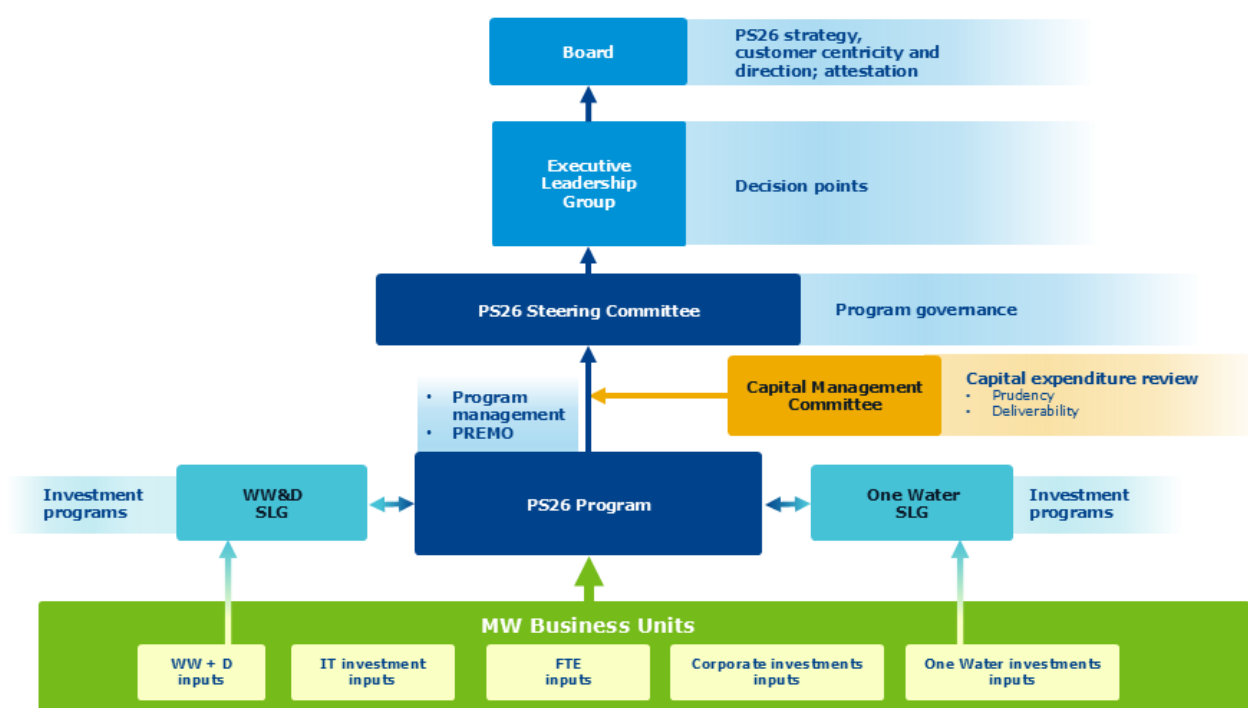 Board
PS26 strategy,
customer centricity and
direction; attestation
Executive
Leadership
Group
Decision points
PS26 Steering Committee
Program governance
• Program
management
• PREMO
Capital Management
Committee
Capital expenditure review
• Prudency
• Deliverability
Investment
programs
WW&D
SLG
PS26 Program
One Water
SLG
Investment
programs
MW Business Units
WW + D
inputs
IT investment
inputs
FTE
inputs
Corporate investments
inputs
One Water investments
inputs